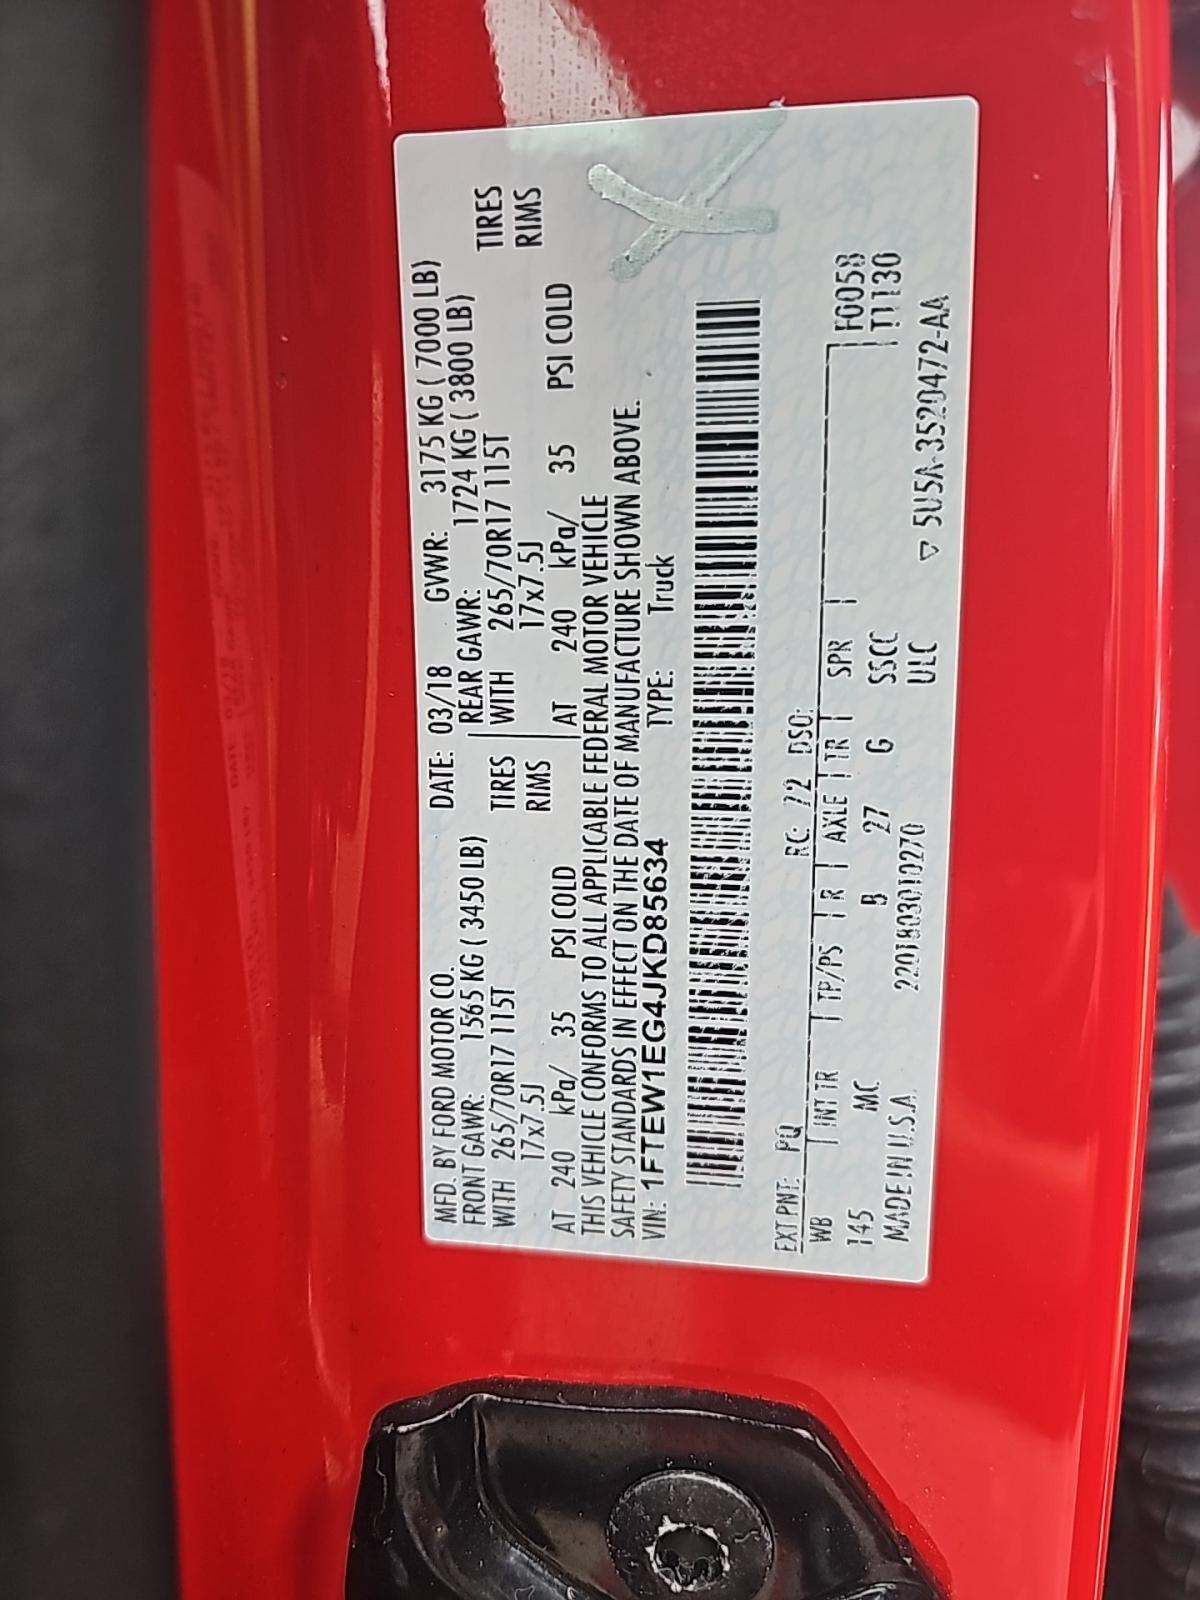 MFD. BY FORD MOTOR CO. DATE: 03/18 GVWR: 3175 KG ( 7000 LB)
FRONT GAWR: 1565 KG ( 3450 LB) REAR GAWR: 1724 KG ( 3800 LB)
WITH 265/70R17 115T TIRES WITH 265/70R17 115T TIRES
17x7.5J RIMS 17x7.5J RIMS
AT 240 kPa/ 35 PSI COLD AT 240 kPa/ 35 PSI COLD
THIS VEHICLE CONFORMS TO ALL APPLICABLE FEDERAL MOTOR VEHICLE
SAFETY STANDARDS IN EFFECT ON THE DATE OF MANUFACTURE SHOWN ABOVE.
VIN: 1FTEW1EG4JKD85634 TYPE: Truck
EXT PNT: PQ RC: 72 DSO:
WB INT TR TP/PS R AXLE TR SPR F0058
145 MC B 27 G SSCC T1130
MADE IN U.S.A. 220180301027O ULC
▽ 5U5A-3520472-AA